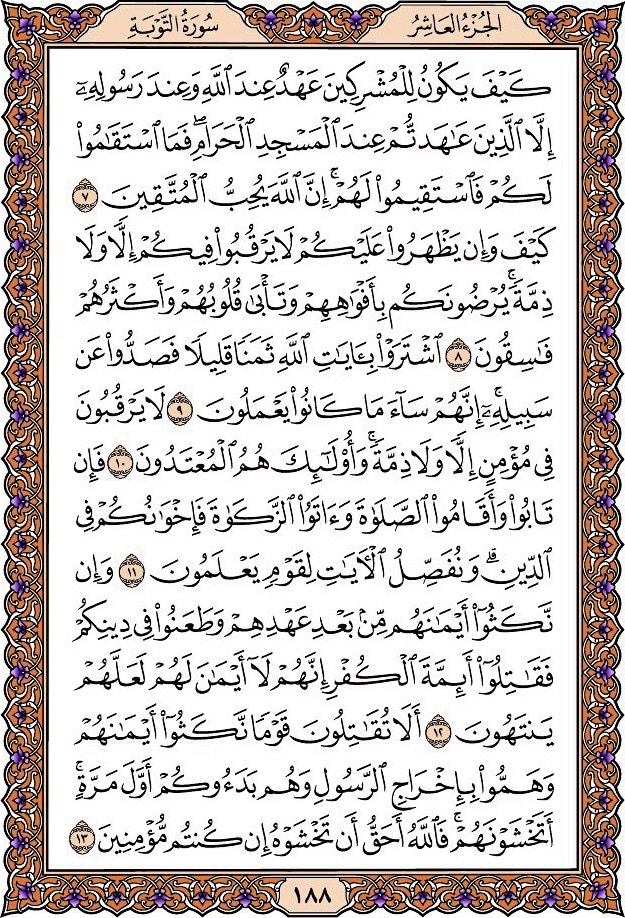 الجُزْءُ العَاشِرُ
سُورَةُ التَّوْبَةِ
كَيْفَ يَكُونُ لِلْمُشْرِكِينَ عَهْدٌ عِندَ ٱللَّهِ وَعِندَ رَسُولِهِۦٓ
إِلَّا ٱلَّذِينَ عَٰهَدتُّمْ عِندَ ٱلْمَسْجِدِ ٱلْحَرَامِۖ فَمَا ٱسْتَقَٰمُوا۟
لَكُمْ فَٱسْتَقِيمُوا۟ لَهُمْۚ إِنَّ ٱللَّهَ يُحِبُّ ٱلْمُتَّقِينَ ٧
كَيْفَ وَإِن يَظْهَرُوا۟ عَلَيْكُمْ لَا يَرْقُبُوا۟ فِيكُمْ إِلًّا وَلَا
ذِمَّةًۚ يُرْضُونَكُم بِأَفْوَٰهِهِمْ وَتَأْبَىٰ قُلُوبُهُمْ وَأَكْثَرُهُمْ
فَٰسِقُونَ ٨ ٱشْتَرَوْا۟ بِـَٔايَٰتِ ٱللَّهِ ثَمَنًا قَلِيلًا فَصَدُّوا۟ عَن
سَبِيلِهِۦٓۚ إِنَّهُمْ سَآءَ مَا كَانُوا۟ يَعْمَلُونَ ٩ لَا يَرْقُبُونَ
فِى مُؤْمِنٍ إِلًّا وَلَا ذِمَّةًۚ وَأُو۟لَٰٓئِكَ هُمُ ٱلْمُعْتَدُونَ ١٠ فَإِن
تَابُوا۟ وَأَقَامُوا۟ ٱلصَّلَوٰةَ وَءَاتَوُا۟ ٱلزَّكَوٰةَ فَإِخْوَٰنُكُمْ فِى
ٱلدِّينِۗ وَنُفَصِّلُ ٱلْـَٔايَٰتِ لِقَوْمٍ يَعْلَمُونَ ١١ وَإِن
نَّكَثُوٓا۟ أَيْمَٰنَهُم مِّنۢ بَعْدِ عَهْدِهِمْ وَطَعَنُوا۟ فِى دِينِكُمْ
فَقَٰتِلُوٓا۟ أَئِمَّةَ ٱلْكُفْرِ إِنَّهُمْ لَآ أَيْمَٰنَ لَهُمْ لَعَلَّهُمْ
يَنتَهُونَ ١٢ أَلَا تُقَٰتِلُونَ قَوْمًا نَّكَثُوٓا۟ أَيْمَٰنَهُمْ
وَهَمُّوا۟ بِإِخْرَاجِ ٱلرَّسُولِ وَهُم بَدَءُوكُمْ أَوَّلَ مَرَّةٍۚ
أَتَخْشَوْنَهُمْۚ فَٱللَّهُ أَحَقُّ أَن تَخْشَوْهُ إِن كُنتُم مُّؤْمِنِينَ ١٣
١٨٨